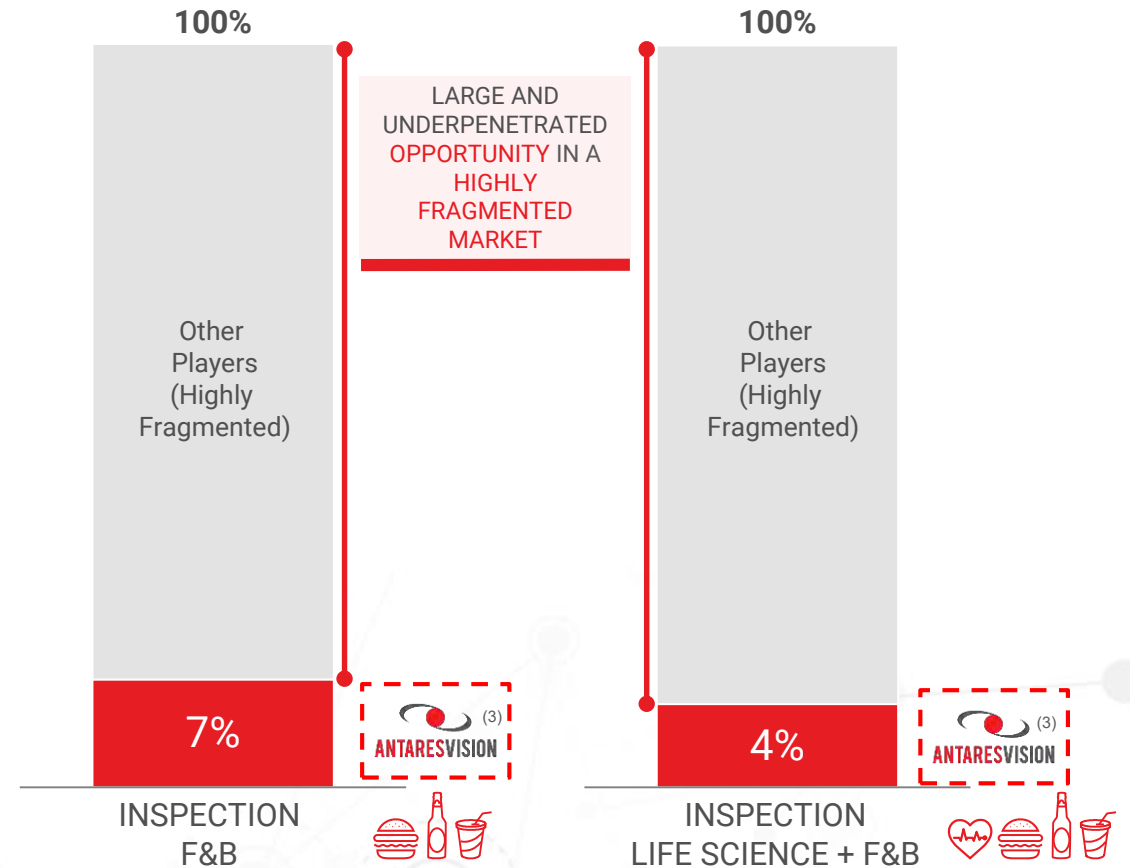 100%
100%
LARGE AND
UNDERPENETRATED
OPPORTUNITY IN A
HIGHLY
FRAGMENTED
MARKET
Other
Players
(Highly
Fragmented)
Other
Players
(Highly
Fragmented)
7%
(3)
ANTARESVISION
4%
(3)
ANTARESVISION
INSPECTION
F&B
INSPECTION
LIFE SCIENCE + F&B